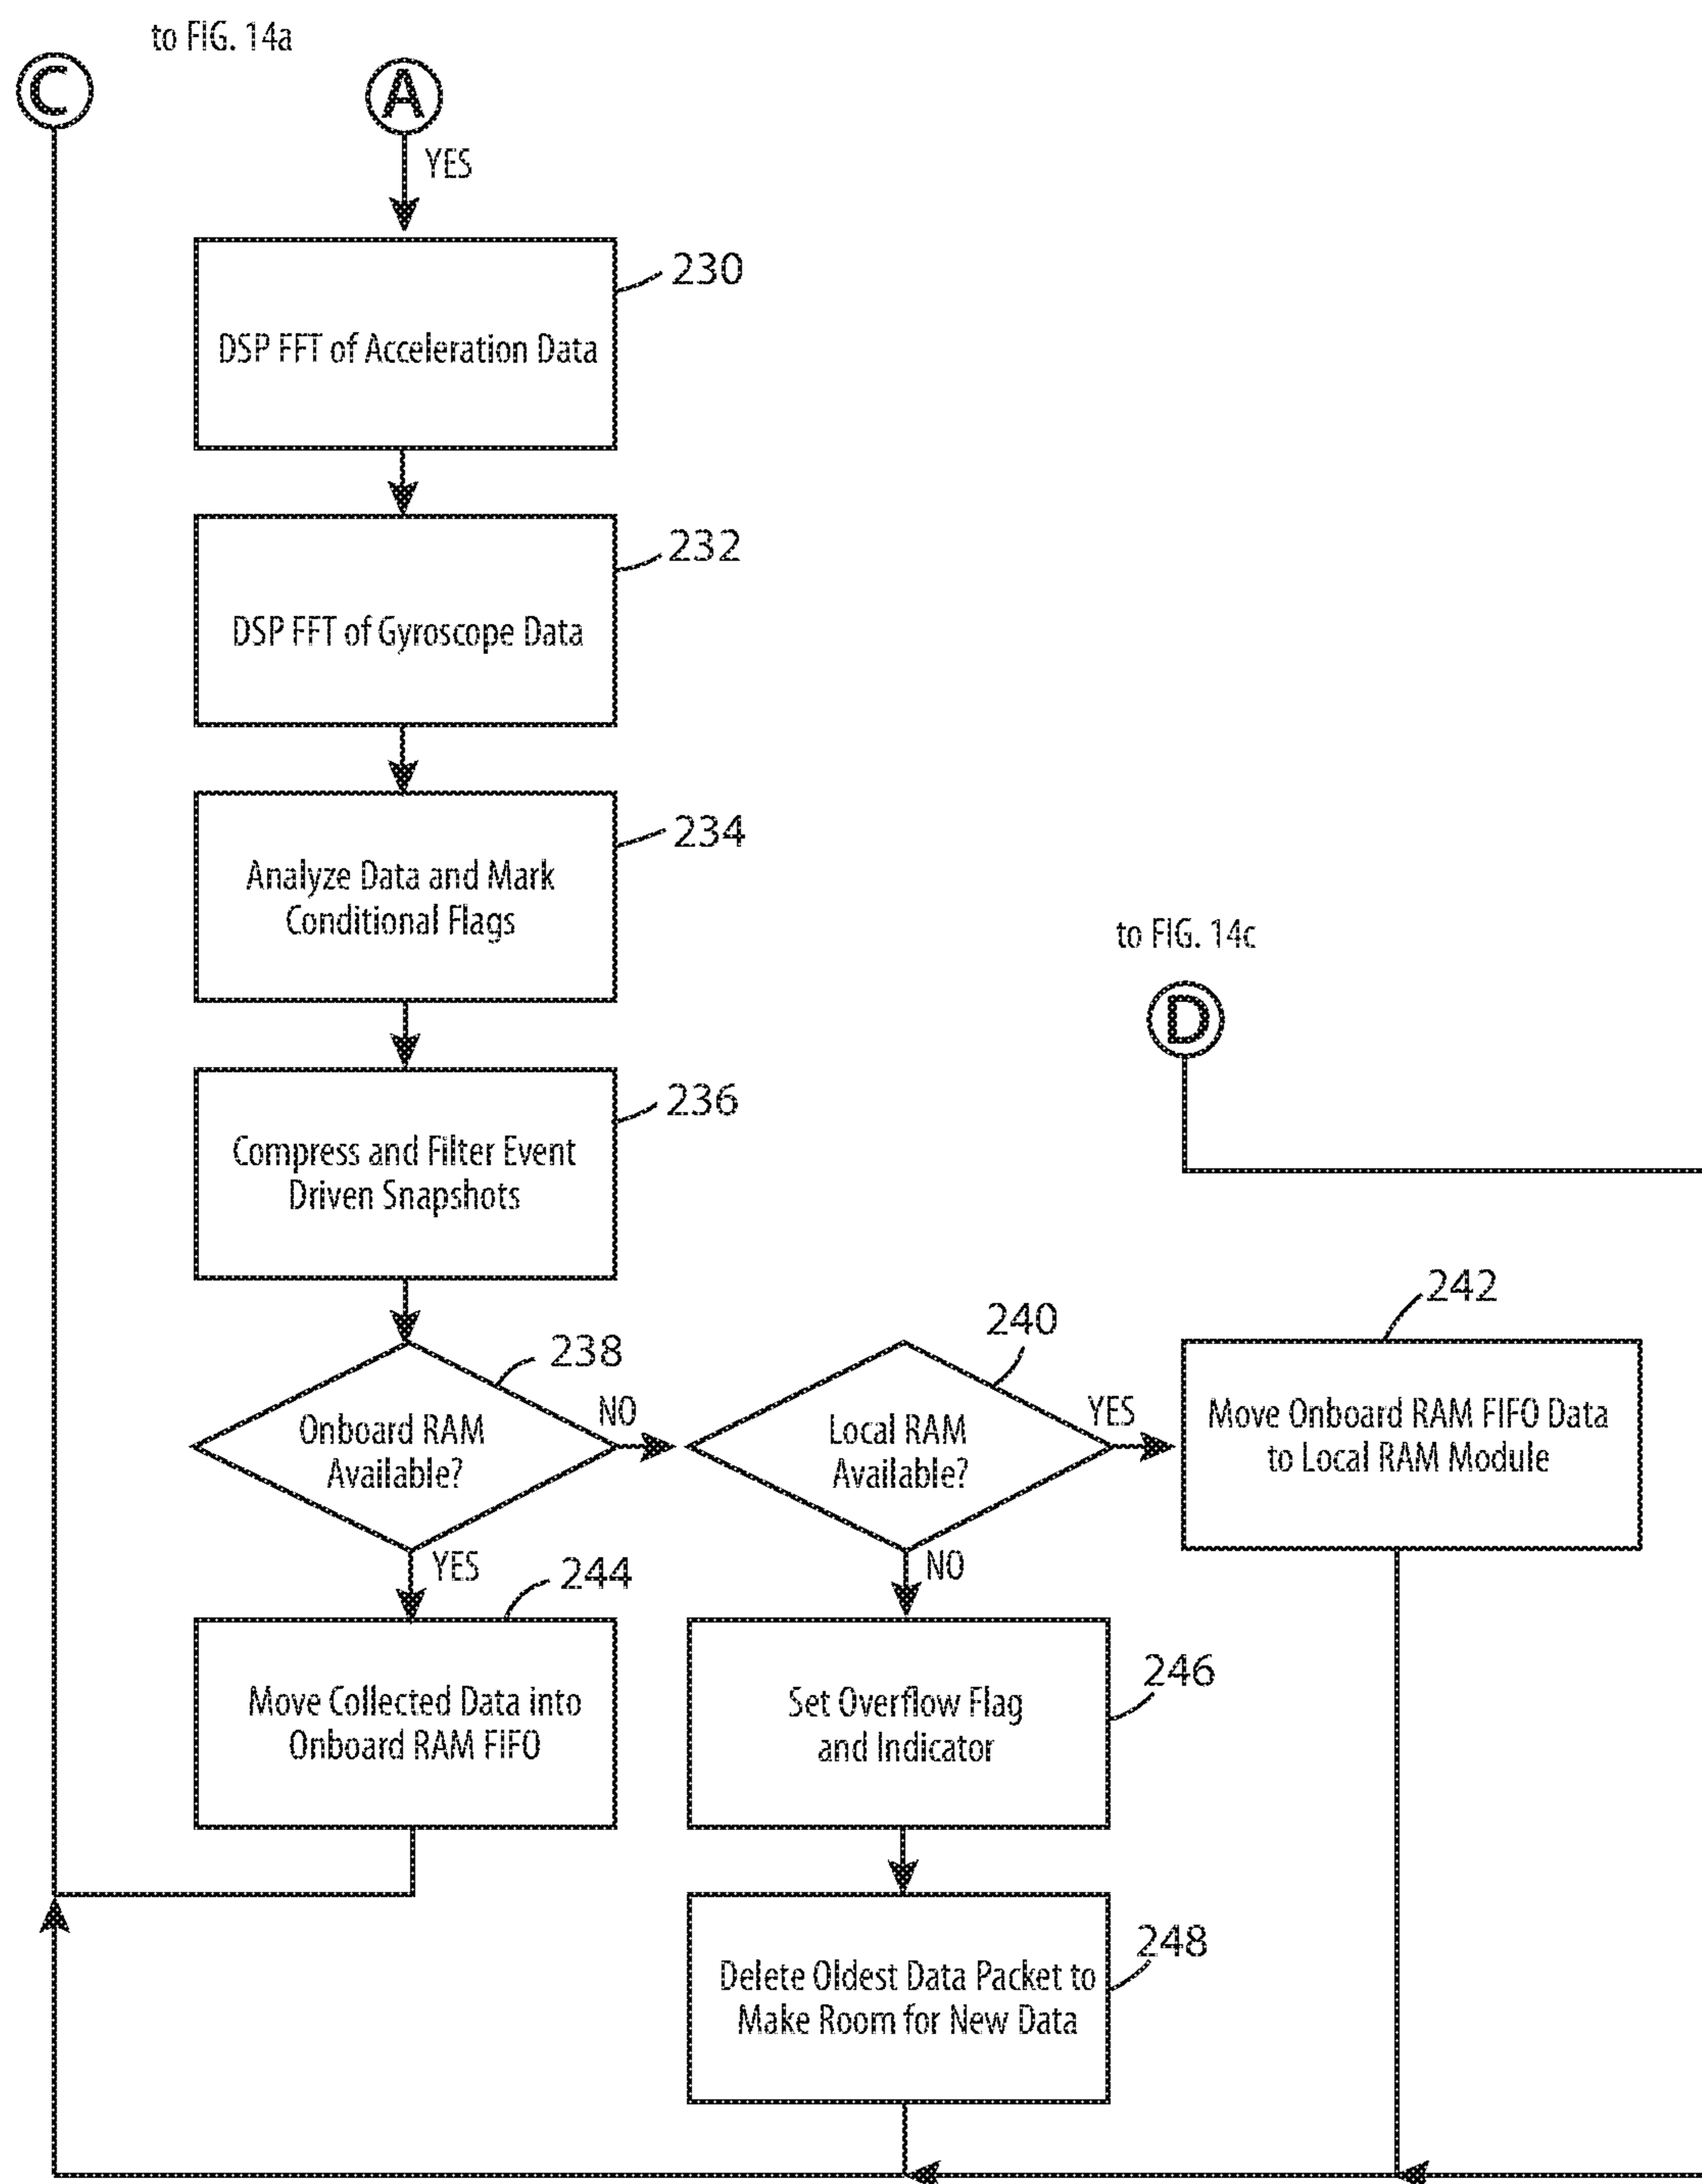 to FIG. 14a
C
A
YES
230
DSP FFT of Acceleration Data
232
DSP FFT of Gyroscope Data
234
Analyze Data and Mark
Conditional Flags
to FIG. 14c
D
236
Compress and Filter Event
Driven Snapshots
238
Onboard RAM
Available?
NO
240
Local RAM
Available?
YES
242
Move Onboard RAM FIFO Data
to Local RAM Module
YES
244
Move Collected Data into
Onboard RAM FIFO
NO
246
Set Overflow Flag
and Indicator
248
Delete Oldest Data Packet to
Make Room for New Data